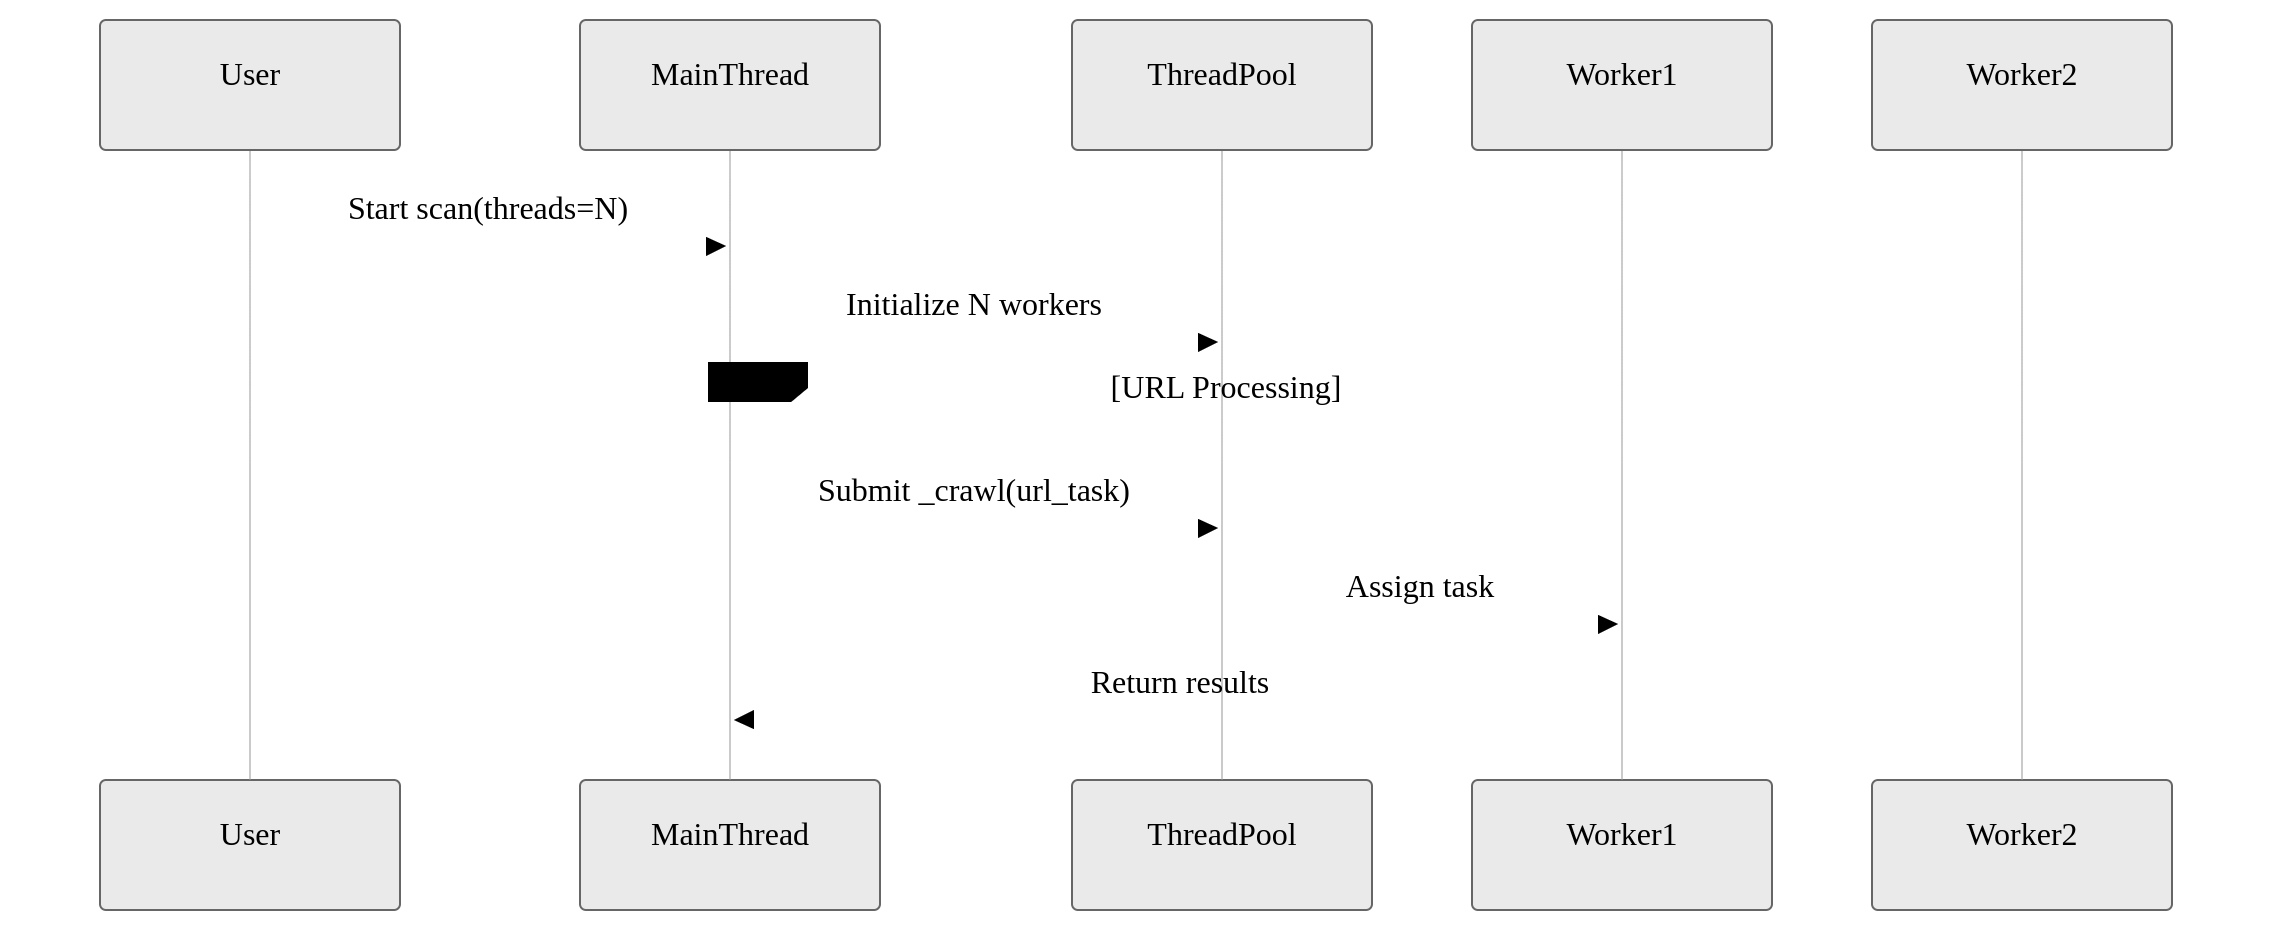 User
MainThread
ThreadPool
Worker1
Worker2
Start scan(threads=N)
Initialize N workers
[URL Processing]
Submit _crawl(url_task)
Assign task
Return results
User
MainThread
ThreadPool
Worker1
Worker2